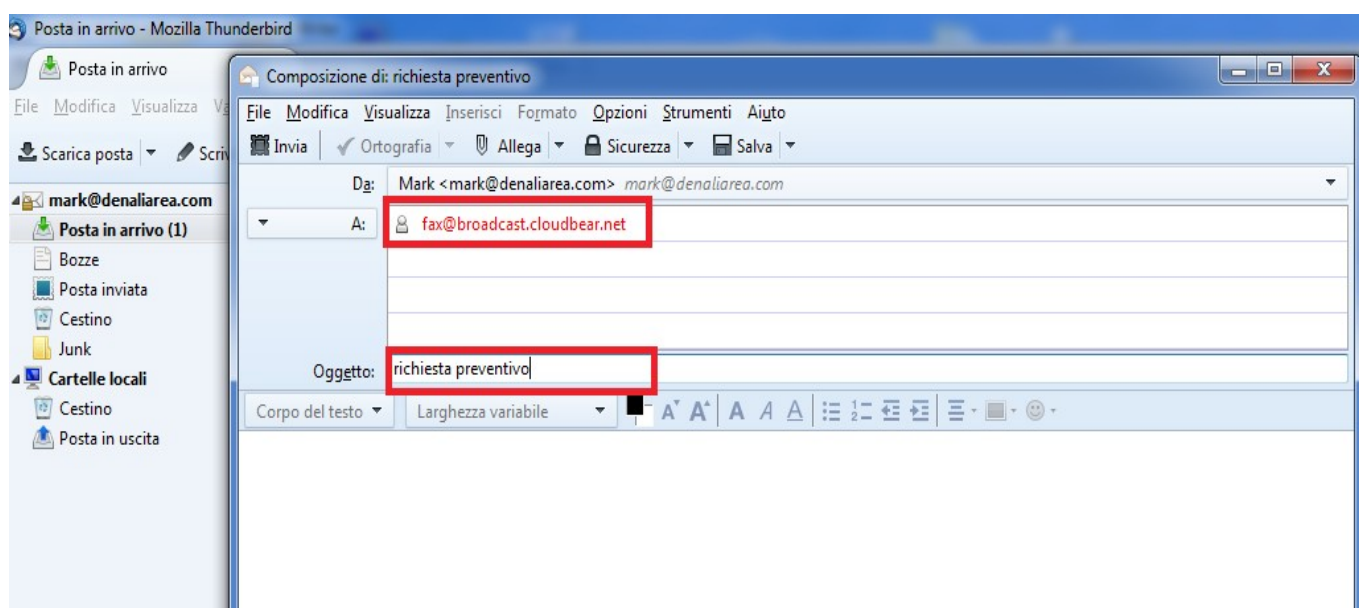 Posta in arrivo - Mozilla Thunderbird
Posta in arrivo
File Modifica Visualizza
Scarica posta
mark@denaliarea.com
Posta in arrivo (1)
Bozze
Posta inviata
Cestino
Junk
Cartelle locali
Cestino
Posta in uscita
Composizione di: richiesta preventivo
File Modifica Visualizza Inserisci Formato Opzioni Strumenti Aiuto
Invia Ortografia Allega Sicurezza Salva
Da: Mark <mark@denaliarea.com> mark@denaliarea.com
A: fax@broadcast.cloudbear.net
Oggetto: richiesta preventivo
Corpo del testo Larghezza variabile